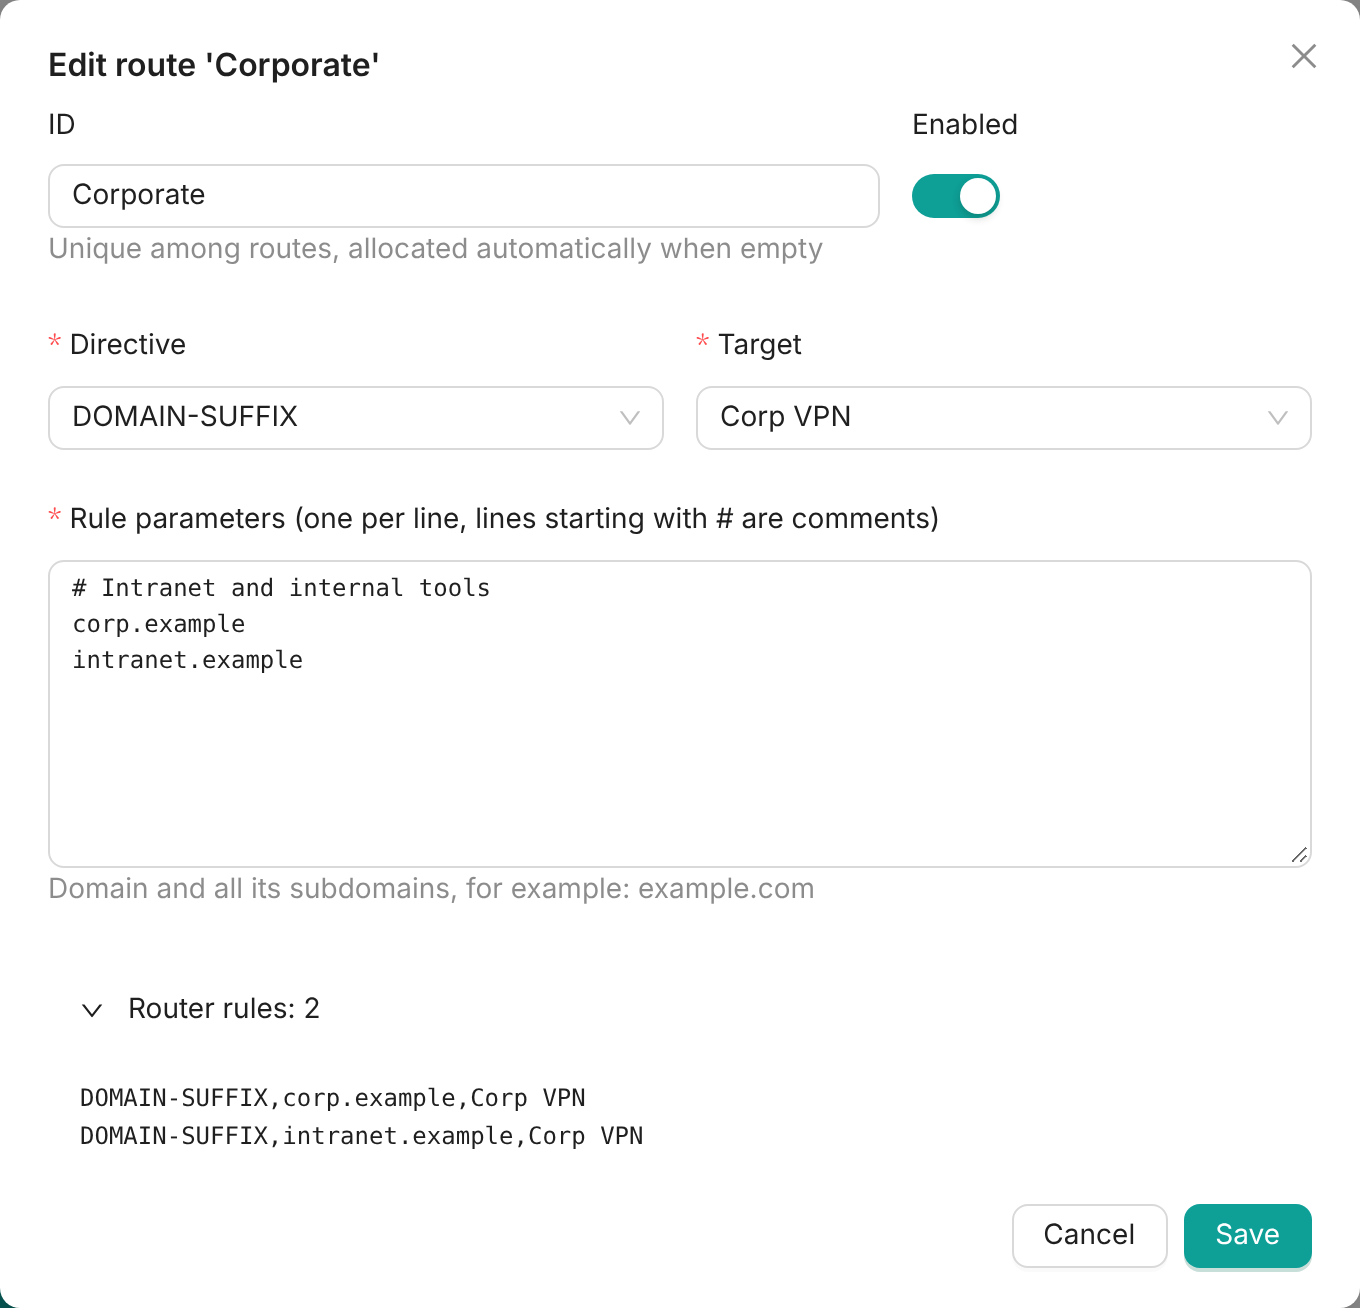 Edit route 'Corporate'
ID
Enabled
Corporate
Unique among routes, allocated automatically when empty
* Directive
* Target
DOMAIN-SUFFIX
Corp VPN
* Rule parameters (one per line, lines starting with # are comments)
# Intranet and internal tools
corp.example
intranet.example
Domain and all its subdomains, for example: example.com
Router rules: 2
DOMAIN-SUFFIX,corp.example,Corp VPN
DOMAIN-SUFFIX,intranet.example,Corp VPN
Cancel
Save